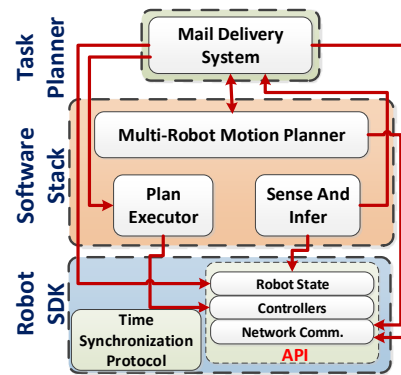 Task
Planner
Mail Delivery
System
Software
Stack
Multi-Robot Motion Planner
Plan
Executor
Sense And
Infer
Robot
SDK
Robot State
Controllers
Network Comm.
API
Time
Synchronization
Protocol